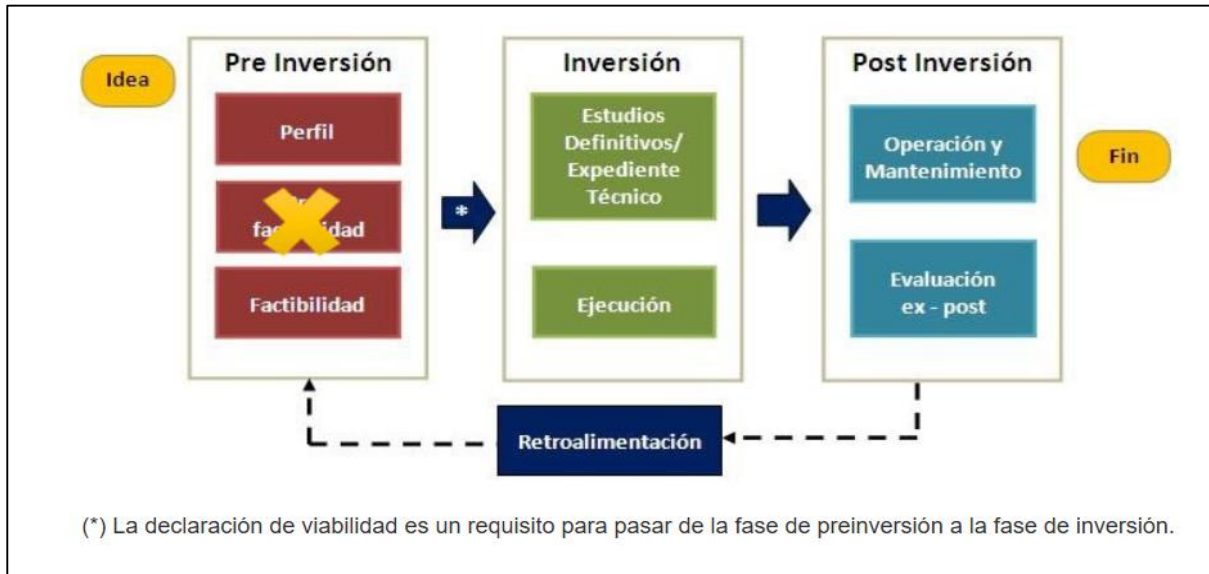 Idea
Pre Inversión
Perfil
Factibilidad
*
Inversión
Estudios
Definitivos/
Expediente
Técnico
Ejecución
Post Inversión
Operación y
Mantenimiento
Evaluación
ex - post
Fin
Retroalimentación
(*) La declaración de viabilidad es un requisito para pasar de la fase de preinversión a la fase de inversión.